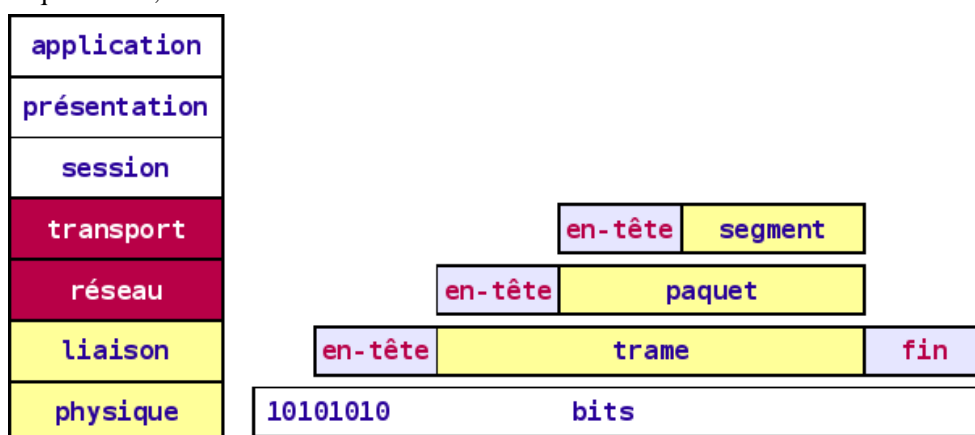 application
présentation
session
transport
en-tête segment
réseau
en-tête paquet
liaison
en-tête trame fin
physique
10101010 bits